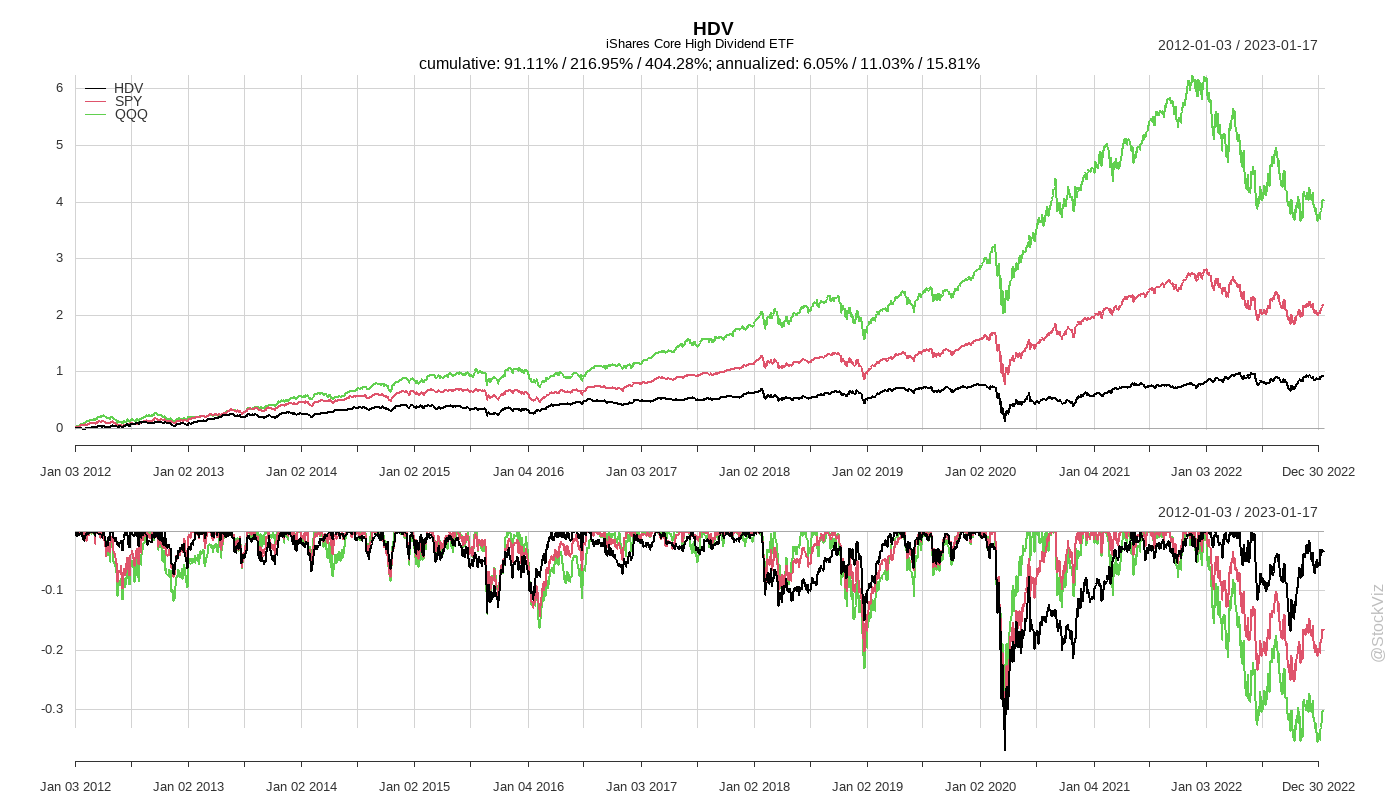 HDV
iShares Core High Dividend ETF
2012-01-03 / 2023-01-17
cumulative: 91.11% / 216.95% / 404.28%; annualized: 6.05% / 11.03% / 15.81%
HDV
SPY
QQQ
6
5
4
3
2
1
0
Jan 03 2012 Jan 02 2013 Jan 02 2014 Jan 02 2015 Jan 04 2016 Jan 03 2017 Jan 02 2018 Jan 02 2019 Jan 02 2020 Jan 04 2021 Jan 03 2022 Dec 30 2022
2012-01-03 / 2023-01-17
-0.1
-0.2
-0.3
Jan 03 2012 Jan 02 2013 Jan 02 2014 Jan 02 2015 Jan 04 2016 Jan 03 2017 Jan 02 2018 Jan 02 2019 Jan 02 2020 Jan 04 2021 Jan 03 2022 Dec 30 2022
@StockViz